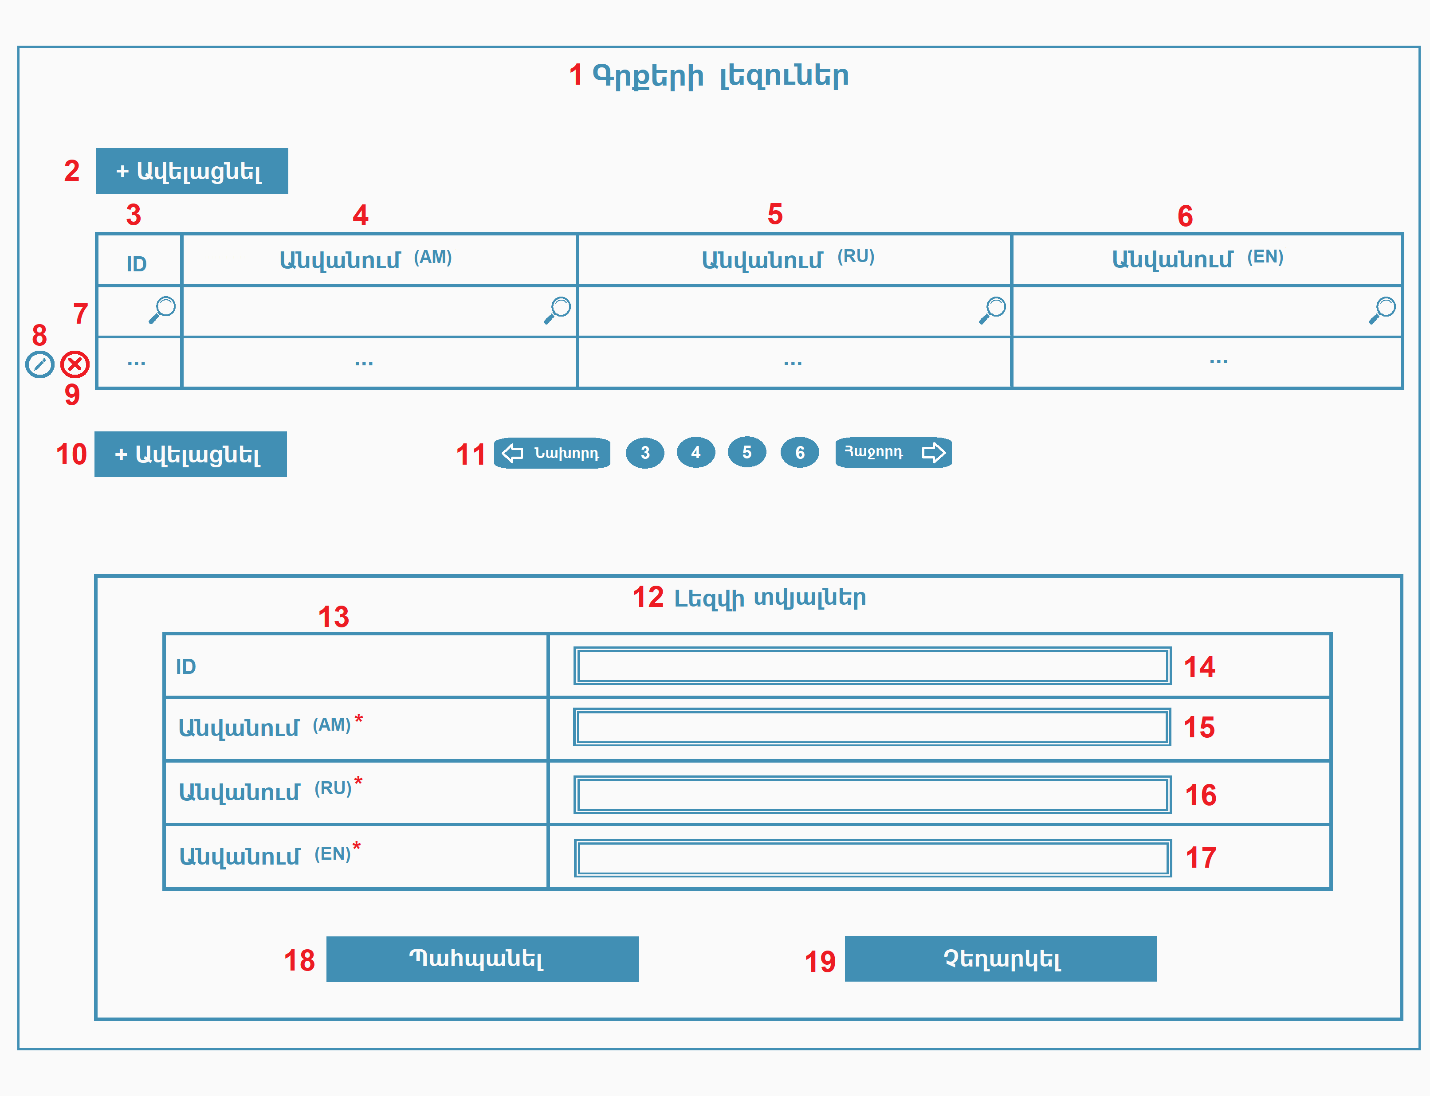 1 Գրքերի լեզուներ
2 + Ավելացնել
3 4 5 6
ID Անվանում (AM) Անվանում (RU) Անվանում (EN)
7
8
... ... ... ...
9
10 + Ավելացնել 11 Նախորդ 3 4 5 6 Հաջորդ
12 Լեզվի տվյալներ
13
ID 14
Անվանում (AM)* 15
Անվանում (RU)* 16
Անվանում (EN)* 17
18 Պահպանել 19 Չեղարկել